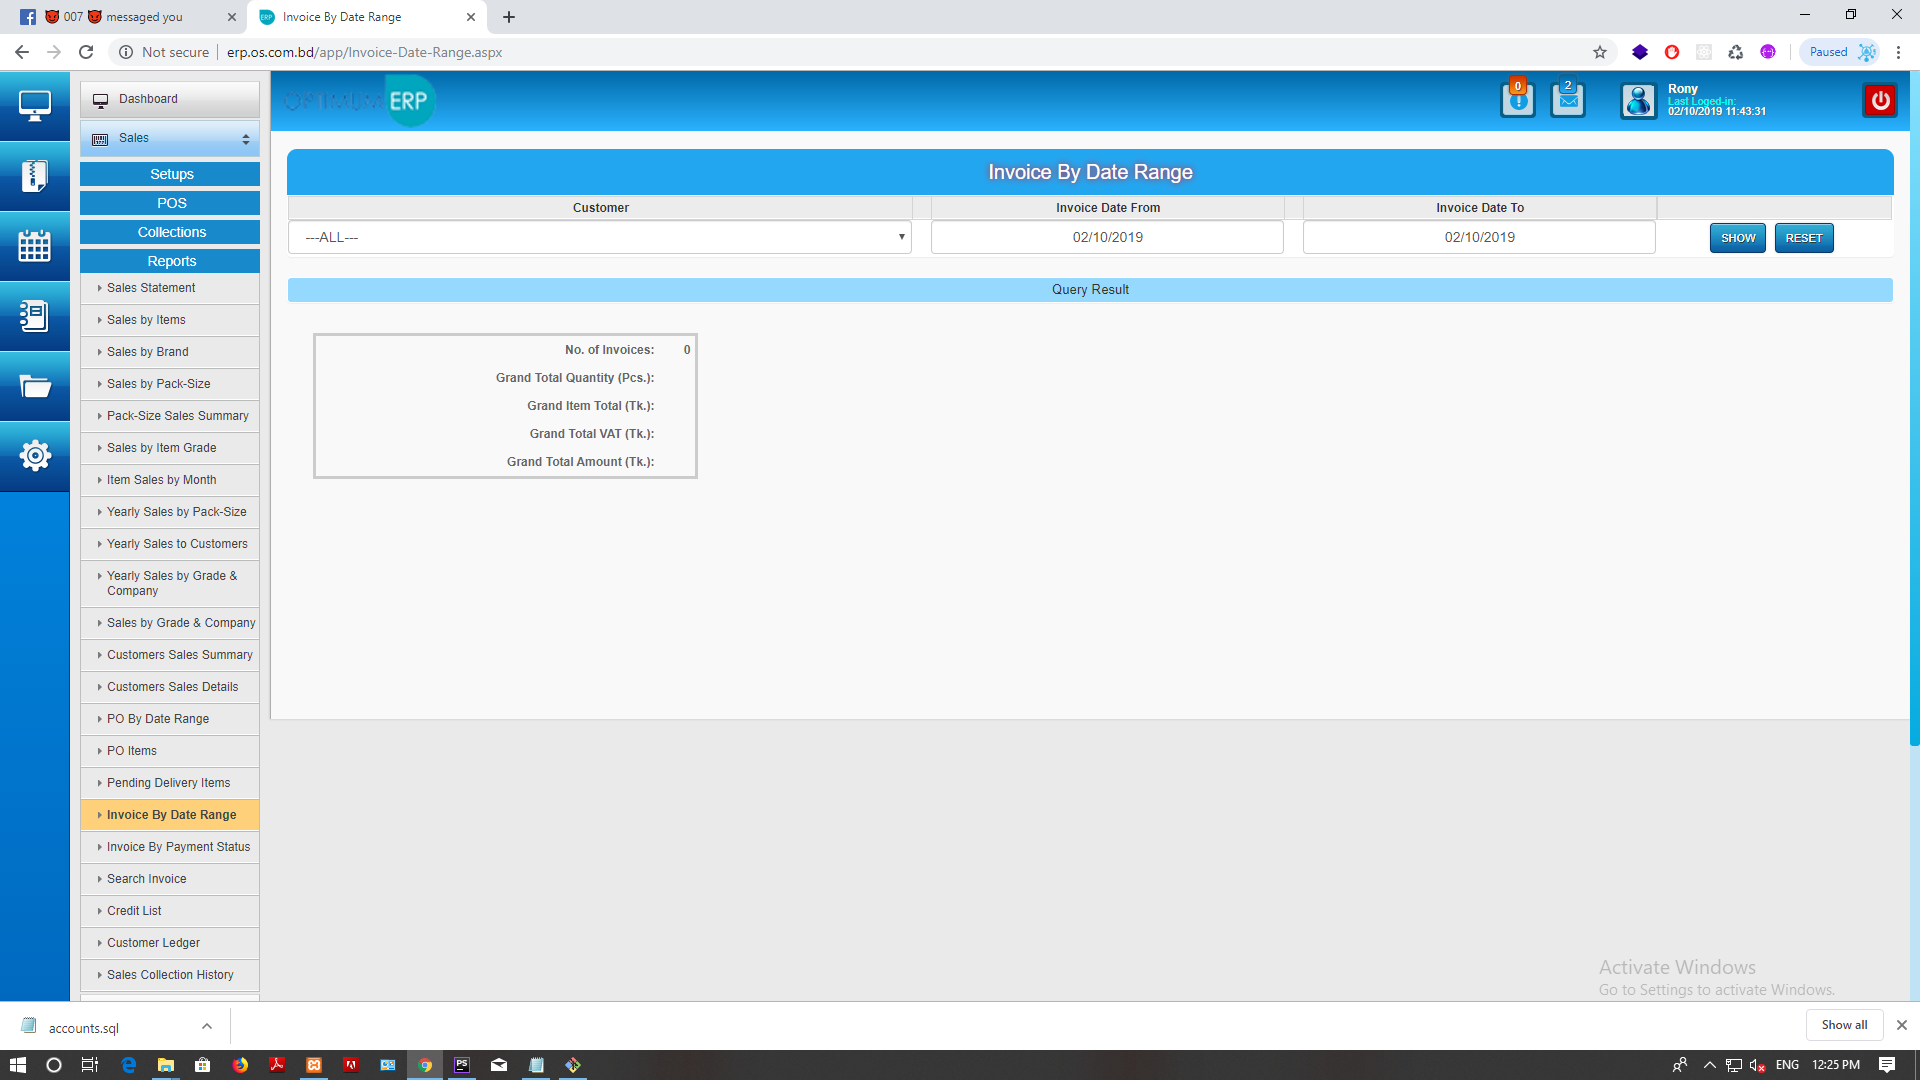 007 messaged you
Invoice By Date Range
Not secure
erp.os.com.bd/app/Invoice-Date-Range.aspx
Paused
Dashboard
Sales
Setups
POS
Collections
Reports
Sales Statement
Sales by Items
Sales by Brand
Sales by Pack-Size
Pack-Size Sales Summary
Sales by Item Grade
Item Sales by Month
Yearly Sales by Pack-Size
Yearly Sales to Customers
Yearly Sales by Grade &
Company
Sales by Grade & Company
Customers Sales Summary
Customers Sales Details
PO By Date Range
PO Items
Pending Delivery Items
Invoice By Date Range
Invoice By Payment Status
Search Invoice
Credit List
Customer Ledger
Sales Collection History
OPTIMUM ERP
0
2
Rony
Last Loged-in:
02/10/2019 11:43:31
Invoice By Date Range
Customer Invoice Date From Invoice Date To
---ALL--- 02/10/2019 02/10/2019 SHOW RESET
Query Result
No. of Invoices: 0
Grand Total Quantity (Pcs.):
Grand Item Total (Tk.):
Grand Total VAT (Tk.):
Grand Total Amount (Tk.):
Activate Windows
Go to Settings to activate Windows.
accounts.sql
Show all
ENG 12:25 PM